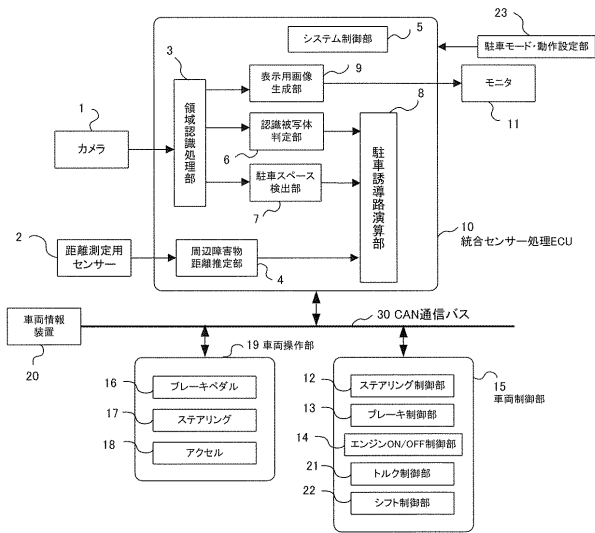 システム制御部
5
23
駐車モード・動作設定部
3
領域認識処理部
表示用画像
生成部
9
モニタ
11
1
カメラ
認識被写体
判定部
6
8
駐車誘導路演算部
駐車スペース
検出部
7
10
統合センサー処理ECU
2
距離測定用
センサー
周辺障害物
距離推定部
4
車両情報
装置
20
30 CAN通信バス
19 車両操作部
16
ブレーキペダル
17
ステアリング
18
アクセル
15
車両制御部
12
ステアリング制御部
13
ブレーキ制御部
14
エンジンON/OFF制御部
21
トルク制御部
22
シフト制御部